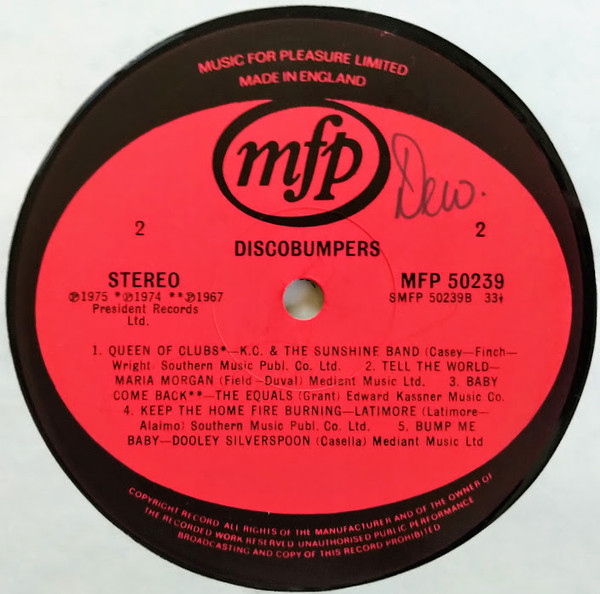 MUSIC FOR PLEASURE LIMITED
MADE IN ENGLAND
mfp
Dew.
2
2
DISCOBUMPERS
STEREO
MFP 50239
℗1975 *℗1974 **℗1967
SMFP 50239B 33⅓
President Records
Ltd.
1. QUEEN OF CLUBS*—K.C. & THE SUNSHINE BAND (Casey—Finch—
Wright) Southern Music Publ. Co. Ltd. 2. TELL THE WORLD—
MARIA MORGAN (Field—Duval) Mediant Music Ltd. 3. BABY
COME BACK**—THE EQUALS (Grant) Edward Kassner Music Co.
4. KEEP THE HOME FIRE BURNING—LATIMORE (Latimore—
Alaimo) Southern Music Publ. Co. Ltd. 5. BUMP ME
BABY—DOOLEY SILVERSPOON (Casella) Mediant Music Ltd
COPYRIGHT RECORD ALL RIGHTS OF THE MANUFACTURER AND OF THE OWNER OF
THE RECORDED WORK RESERVED UNAUTHORISED PUBLIC PERFORMANCE
BROADCASTING AND COPY OF THIS RECORD PROHIBITED